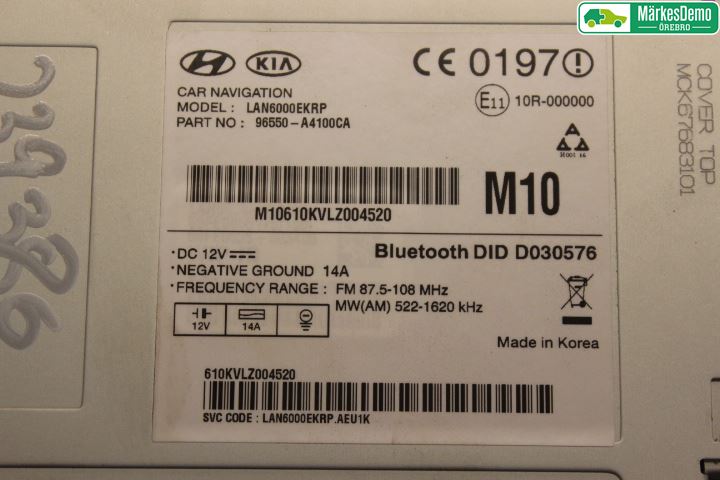 MärkesDemo
ÖREBRO
KIA
CE 0197
CAR NAVIGATION
MODEL : LAN6000EKRP
PART NO : 96550-A4100CA
E11 10R-000000
M10
M10610KVLZ004520
Bluetooth DID D030576
·DC 12V
·NEGATIVE GROUND 14A
·FREQUENCY RANGE : FM 87.5-108 MHz
MW(AM) 522-1620 kHz
12V
14A
Made in Korea
610KVLZ004520
SVC CODE : LAN6000EKRP.AEU1K
COVER TOP
MCK67683101